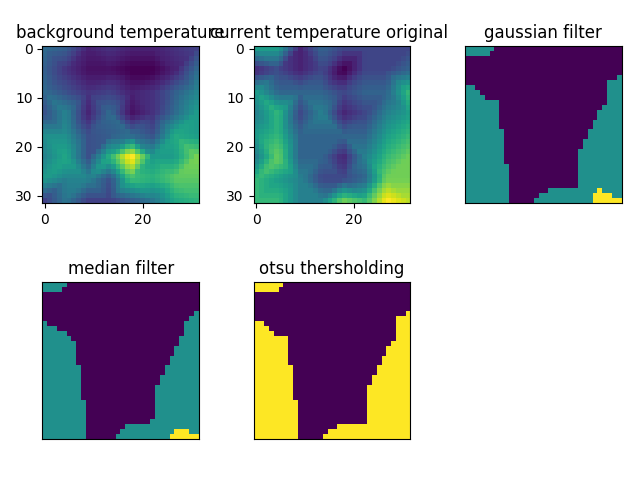 background temperature
current temperature original
gaussian filter
0
10
20
30
0
20
0
10
20
30
0
20
median filter
otsu thersholding